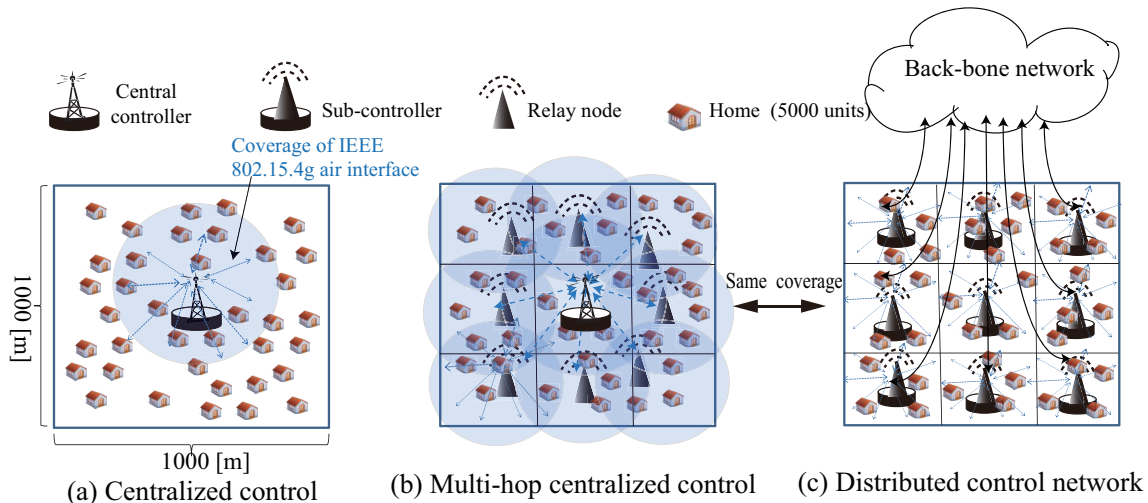 Back-bone network
Central
controller
Sub-controller
Relay node
Home (5000 units)
Coverage of IEEE
802.15.4g air interface
1000 [m]
1000 [m]
Same coverage
(a) Centralized control
(b) Multi-hop centralized control
(c) Distributed control network